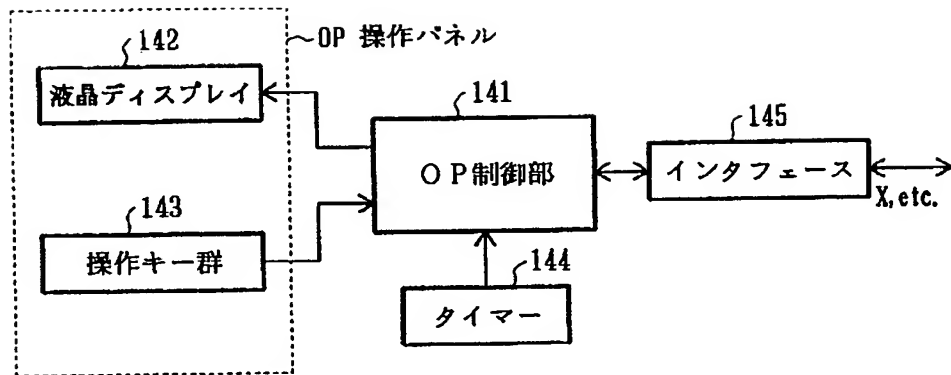 OP 操作パネル
142
液晶ディスプレイ
141
OP制御部
145
インタフェース
X, etc.
143
操作キー群
144
タイマー